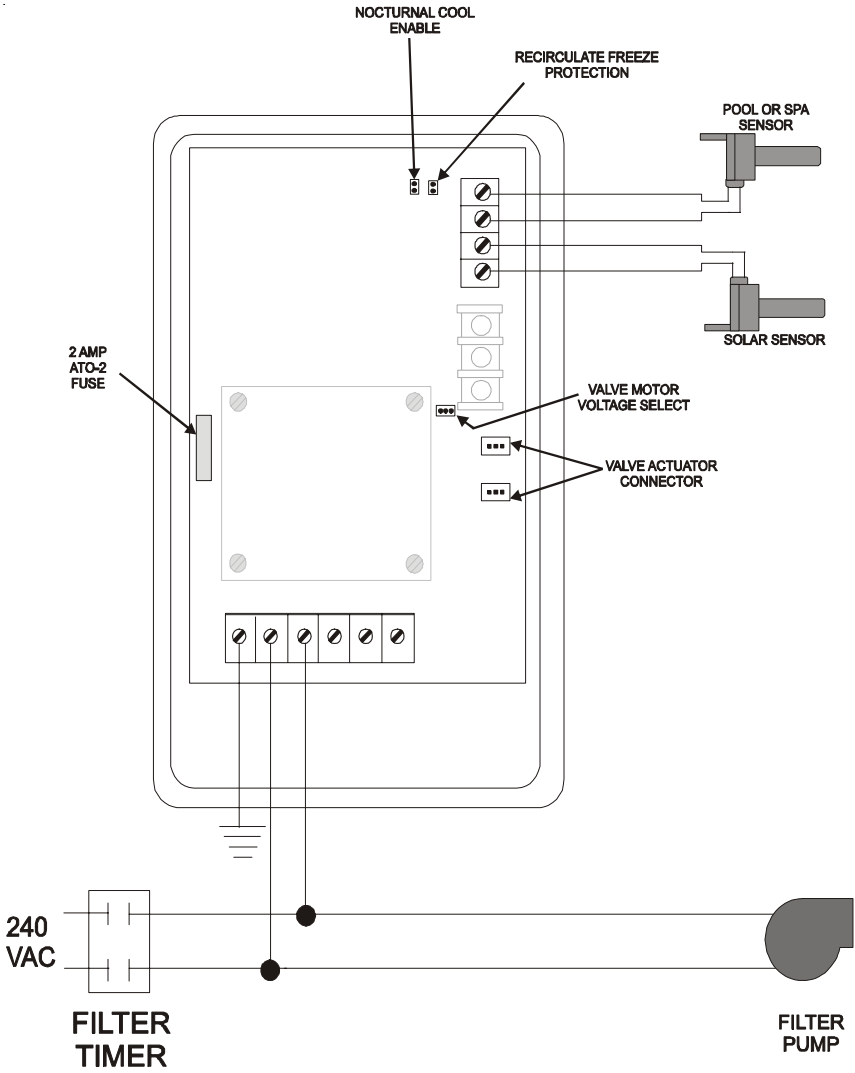 NOCTURNAL COOL
ENABLE
RECIRCULATE FREEZE
PROTECTION
POOL OR SPA
SENSOR
SOLAR SENSOR
2 AMP
ATO-2
FUSE
VALVE MOTOR
VOLTAGE SELECT
VALVE ACTUATOR
CONNECTOR
240
VAC
FILTER
TIMER
FILTER
PUMP